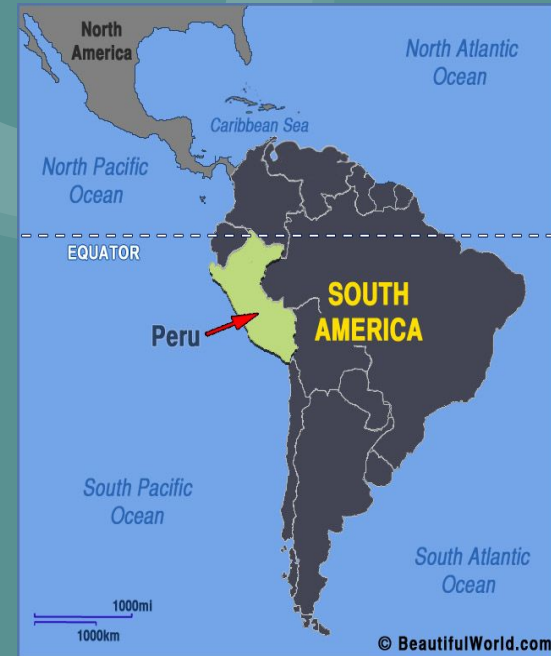 North
America
North Atlantic
Ocean
Caribbean Sea
North Pacific
Ocean
EQUATOR
SOUTH
AMERICA
Peru
South Pacific
Ocean
South Atlantic
Ocean
1000mi
1000km
© BeautifulWorld.com